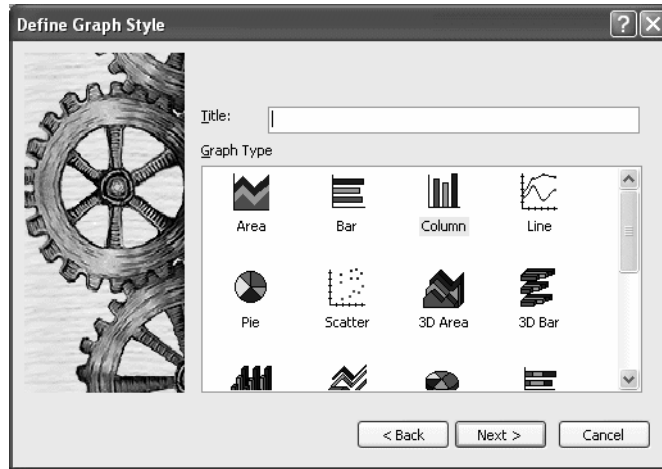 Define Graph Style
Title:
Graph Type
Area Bar Column Line
Pie Scatter 3D Area 3D Bar
< Back Next > Cancel